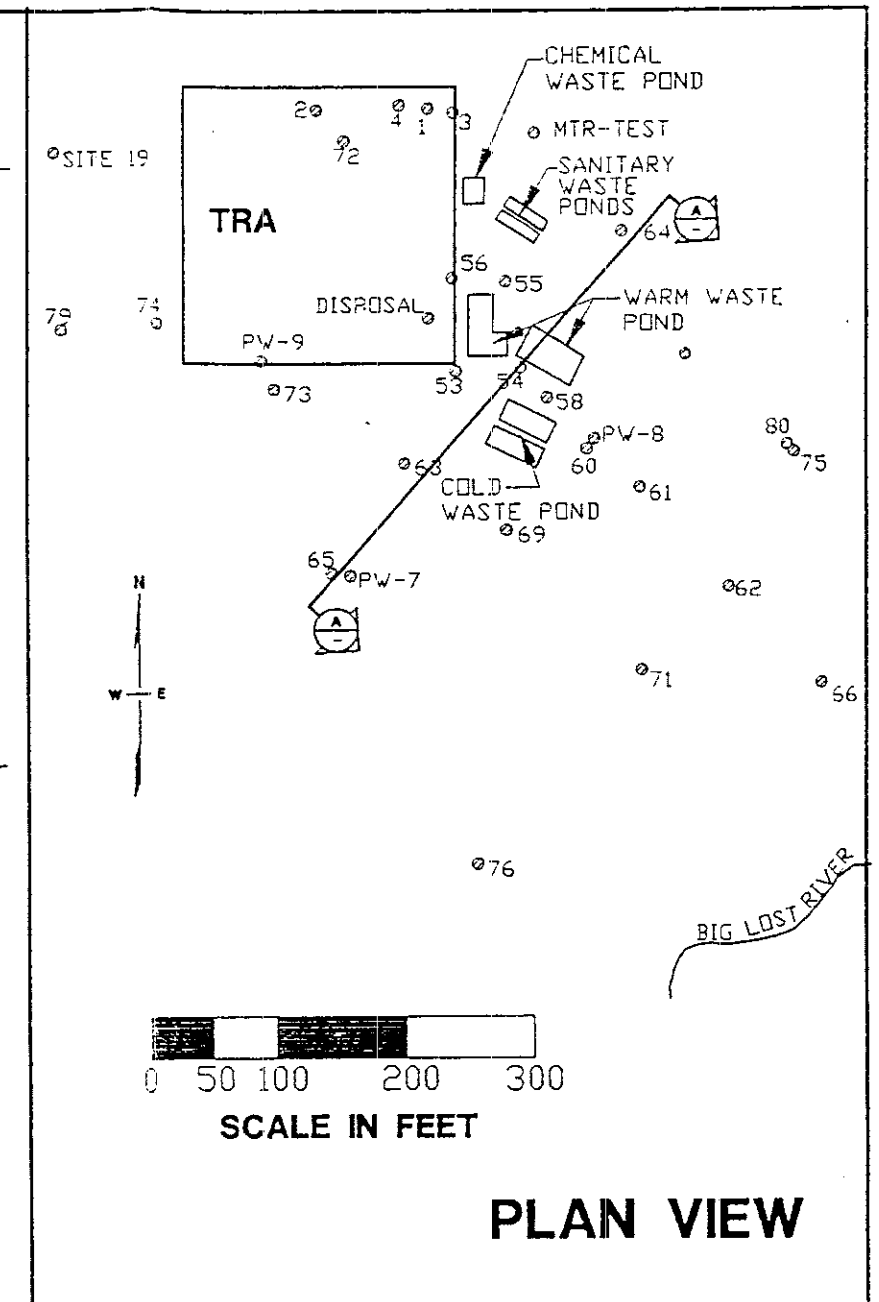 CHEMICAL
WASTE POND
2
4
1
3
MTR-TEST
72
SITE 19
SANITARY
WASTE
PONDS
TRA
64
A
-
56
55
DISPOSAL
WARM WASTE
POND
79
74
PW-9
53
54
73
58
PW-8
60
80
75
63
61
COLD
WASTE POND
69
65
PW-7
62
N
A
-
W
E
71
66
76
BIG LOST RIVER
0 50 100 200 300
SCALE IN FEET
PLAN VIEW